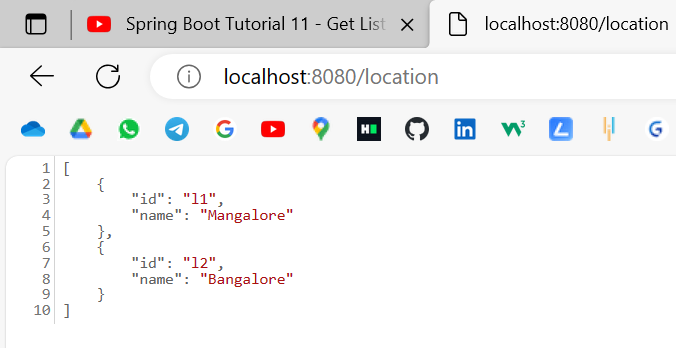 Spring Boot Tutorial 11 - Get List
localhost:8080/location
localhost:8080/location
1 [
2     {
3         "id": "l1",
4         "name": "Mangalore"
5     },
6     {
7         "id": "l2",
8         "name": "Bangalore"
9     }
10 ]